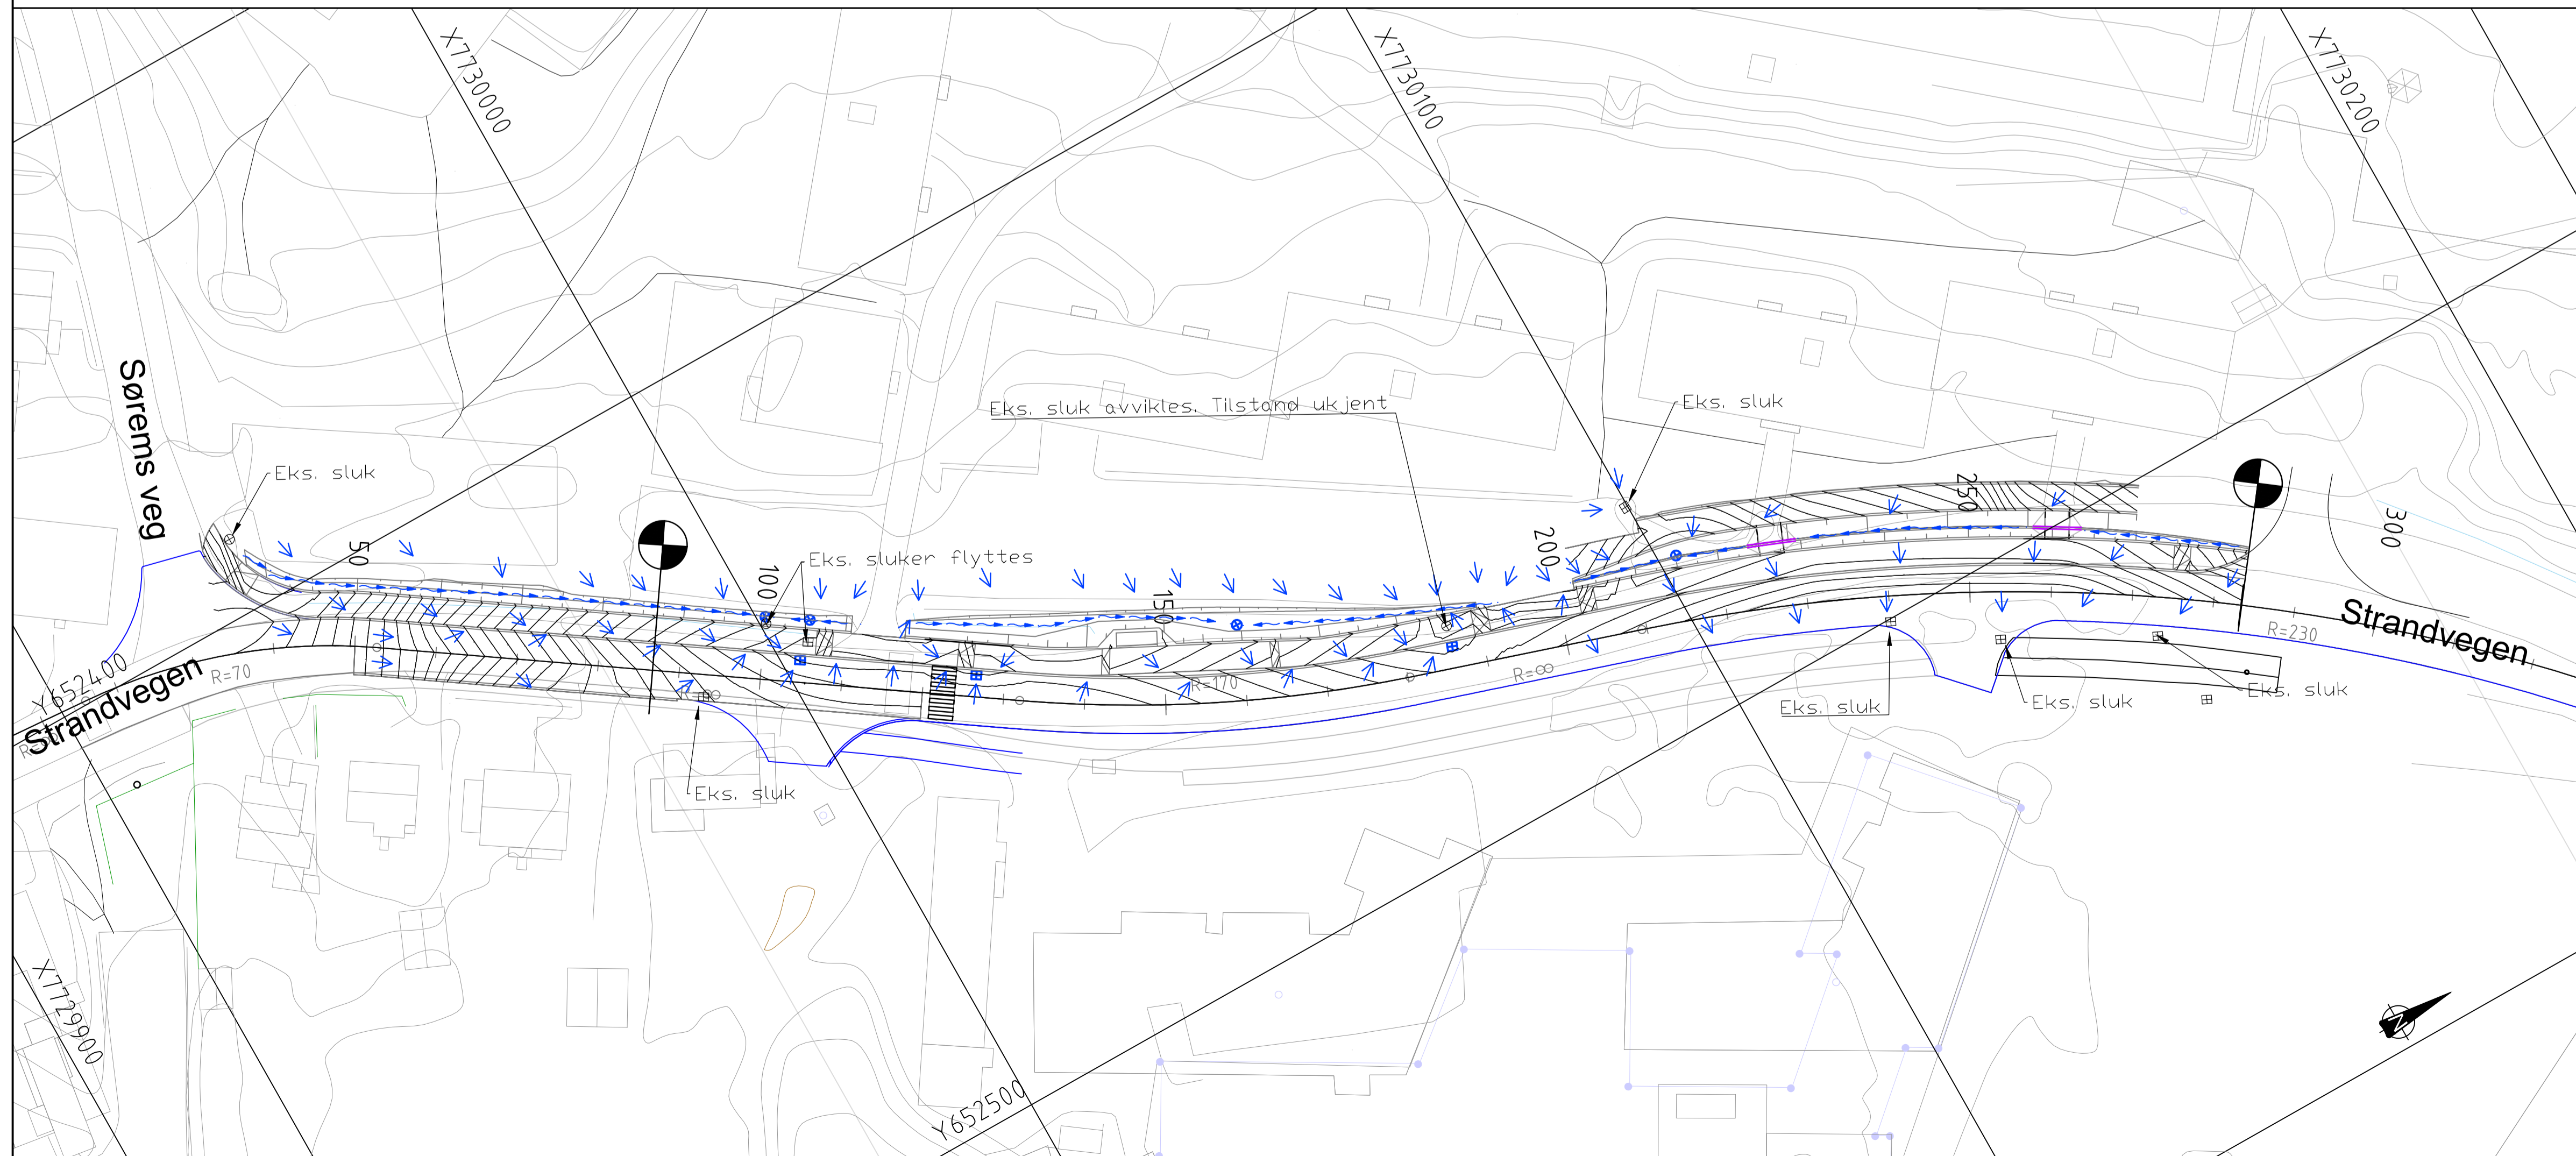 X7730000
X7730100
X7730200
Sørems veg
Eks. sluk avvikles. Tilstand ukjent
Eks. sluk
Eks. sluk
50
100
Eks. sluker flyttes
150
200
250
300
Strandvegen
R=230
Y652400
Strandvegen
R=70
R=170
R=∞
Eks. sluk
Eks. sluk
Eks. sluk
Eks. sluk
X7729900
Y652500
N